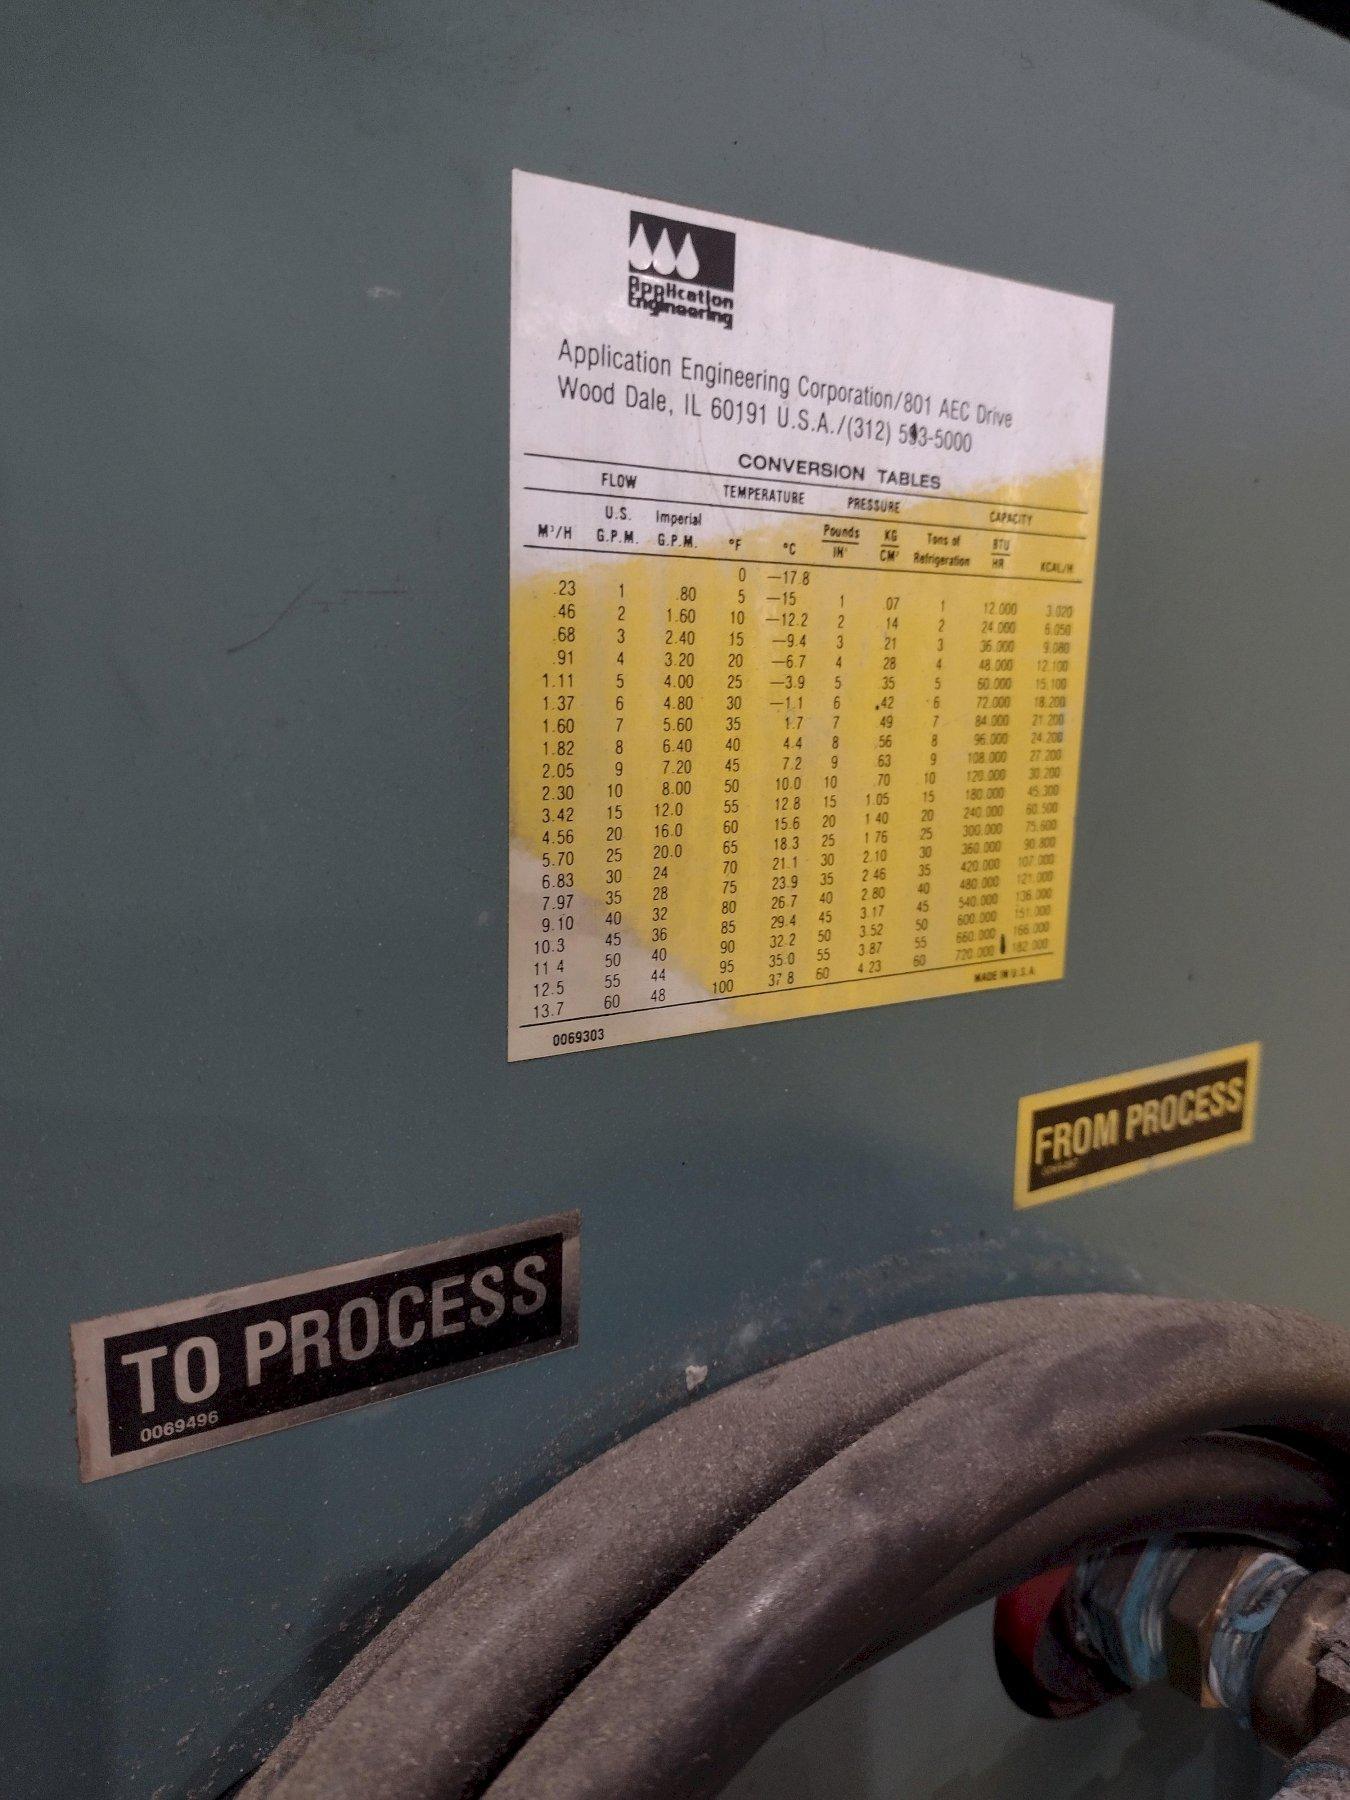 Application
Engineering
Application Engineering Corporation/801 AEC Drive
Wood Dale, IL 60191 U.S.A./(312) 593-5000
CONVERSION TABLES
FLOW TEMPERATURE PRESSURE CAPACITY
M³/H U.S. G.P.M. Imperial G.P.M. °F °C Pounds IN² KG CM² Tons of Refrigeration BTU HR KCAL/H
0 —17.8
.23 1 .80 5 —15 1 .07 1 12.000 3.020
.46 2 1.60 10 —12.2 2 14 2 24.000 6.050
.68 3 2.40 15 —9.4 3 21 3 36.000 9.080
.91 4 3.20 20 —6.7 4 28 4 48.000 12.100
1.11 5 4.00 25 —3.9 5 .35 5 60.000 15.100
1.37 6 4.80 30 —1.1 6 .42 6 72.000 18.200
1.60 7 5.60 35 1.7 7 .49 7 84.000 21.200
1.82 8 6.40 40 4.4 8 .56 8 96.000 24.200
2.05 9 7.20 45 7.2 9 .63 9 108.000 27.200
2.30 10 8.00 50 10.0 10 .70 10 120.000 30.200
3.42 15 12.0 55 12.8 15 1.05 15 180.000 45.300
4.56 20 16.0 60 15.6 20 1 40 20 240.000 60.500
5.70 25 20.0 65 18.3 25 1 76 25 300.000 75.600
6.83 30 24 70 21.1 30 2.10 30 360.000 90.800
7.97 35 28 75 23.9 35 2 46 35 420.000 107.000
9.10 40 32 80 26.7 40 2 80 40 480.000 121.000
10.3 45 36 85 29.4 45 3.17 45 540.000 136.000
11 4 50 40 90 32.2 50 3.52 50 600.000 151.000
12.5 55 44 95 35.0 55 3 87 55 660.000 166.000
13.7 60 48 100 37 8 60 4 23 60 720.000 182.000
MADE IN U.S.A.
0069303
FROM PROCESS
TO PROCESS
0069496